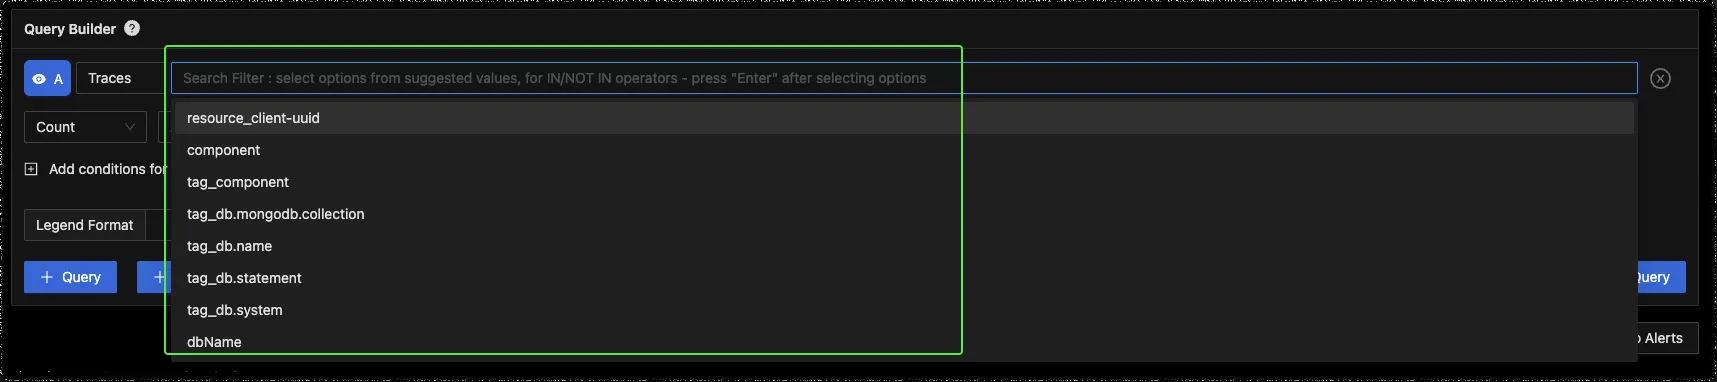 Query Builder ?
A Traces Search Filter : select options from suggested values, for IN/NOT IN operators - press "Enter" after selecting options
resource_client-uuid
Count
component
Add conditions for
tag_component
tag_db.mongodb.collection
Legend Format
tag_db.name
+ Query +
tag_db.statement
Query
tag_db.system
dbName
Alerts